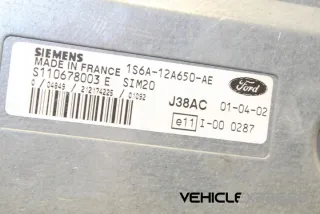 SIEMENS
MADE IN FRANCE 1S6A-12A650-AE
S110678003 E SIM20
Ford
J38AC 01-04-02
e11 I-00 0287
VEHICLE